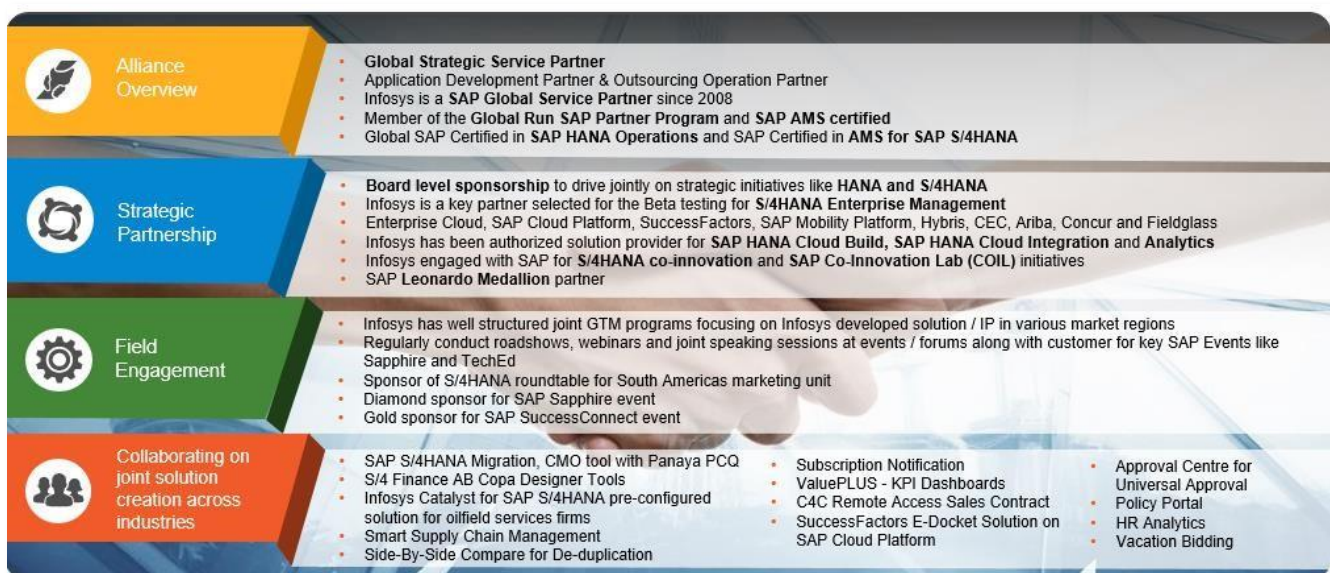 Alliance
Overview
• Global Strategic Service Partner
• Application Development Partner & Outsourcing Operation Partner
• Infosys is a SAP Global Service Partner since 2008
• Member of the Global Run SAP Partner Program and SAP AMS certified
• Global SAP Certified in SAP HANA Operations and SAP Certified in AMS for SAP S/4HANA
Strategic
Partnership
• Board level sponsorship to drive jointly on strategic initiatives like HANA and S/4HANA
• Infosys is a key partner selected for the Beta testing for S/4HANA Enterprise Management
• Enterprise Cloud, SAP Cloud Platform, SuccessFactors, SAP Mobility Platform, Hybris, CEC, Ariba, Concur and Fieldglass
• Infosys has been authorized solution provider for SAP HANA Cloud Build, SAP HANA Cloud Integration and Analytics
• Infosys engaged with SAP for S/4HANA co-innovation and SAP Co-Innovation Lab (COIL) initiatives
• SAP Leonardo Medallion partner
Field
Engagement
• Infosys has well structured joint GTM programs focusing on Infosys developed solution / IP in various market regions
• Regularly conduct roadshows, webinars and joint speaking sessions at events / forums along with customer for key SAP Events like
Sapphire and TechEd
• Sponsor of S/4HANA roundtable for South Americas marketing unit
• Diamond sponsor for SAP Sapphire event
• Gold sponsor for SAP SuccessConnect event
Collaborating on
joint solution
creation across
industries
• SAP S/4HANA Migration, CMO tool with Panaya PCQ
• S/4 Finance AB Copa Designer Tools
• Infosys Catalyst for SAP S/4HANA pre-configured
solution for oilfield services firms
• Smart Supply Chain Management
• Side-By-Side Compare for De-duplication
• Subscription Notification
• ValuePLUS - KPI Dashboards
• C4C Remote Access Sales Contract
• SuccessFactors E-Docket Solution on
SAP Cloud Platform
• Approval Centre for
Universal Approval
• Policy Portal
• HR Analytics
• Vacation Bidding